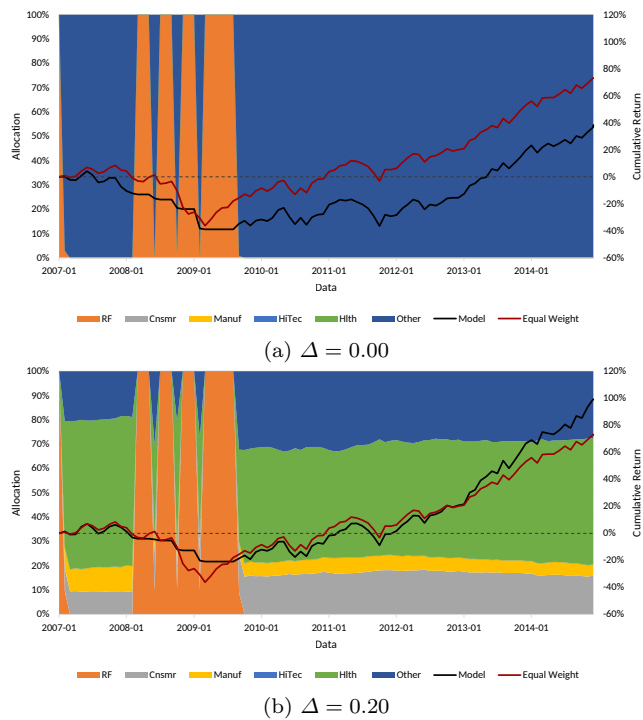 100% 120%
90% 100%
80% 80%
70% 60%
60% 40%
50% 20%
40% 0%
30% -20%
20% -40%
10% -60%
0%
Allocation
Cumulative Return
2007-01 2008-01 2009-01 2010-01 2011-01 2012-01 2013-01 2014-01
Data
RF Cnsmr Manuf HiTec Hlth Other Model Equal Weight
(a) Δ = 0.00
100% 120%
90% 100%
80% 80%
70% 60%
60% 40%
50% 20%
40% 0%
30% -20%
20% -40%
10% -60%
0%
Allocation
Cumulative Return
2007-01 2008-01 2009-01 2010-01 2011-01 2012-01 2013-01 2014-01
Data
RF Cnsmr Manuf HiTec Hlth Other Model Equal Weight
(b) Δ = 0.20